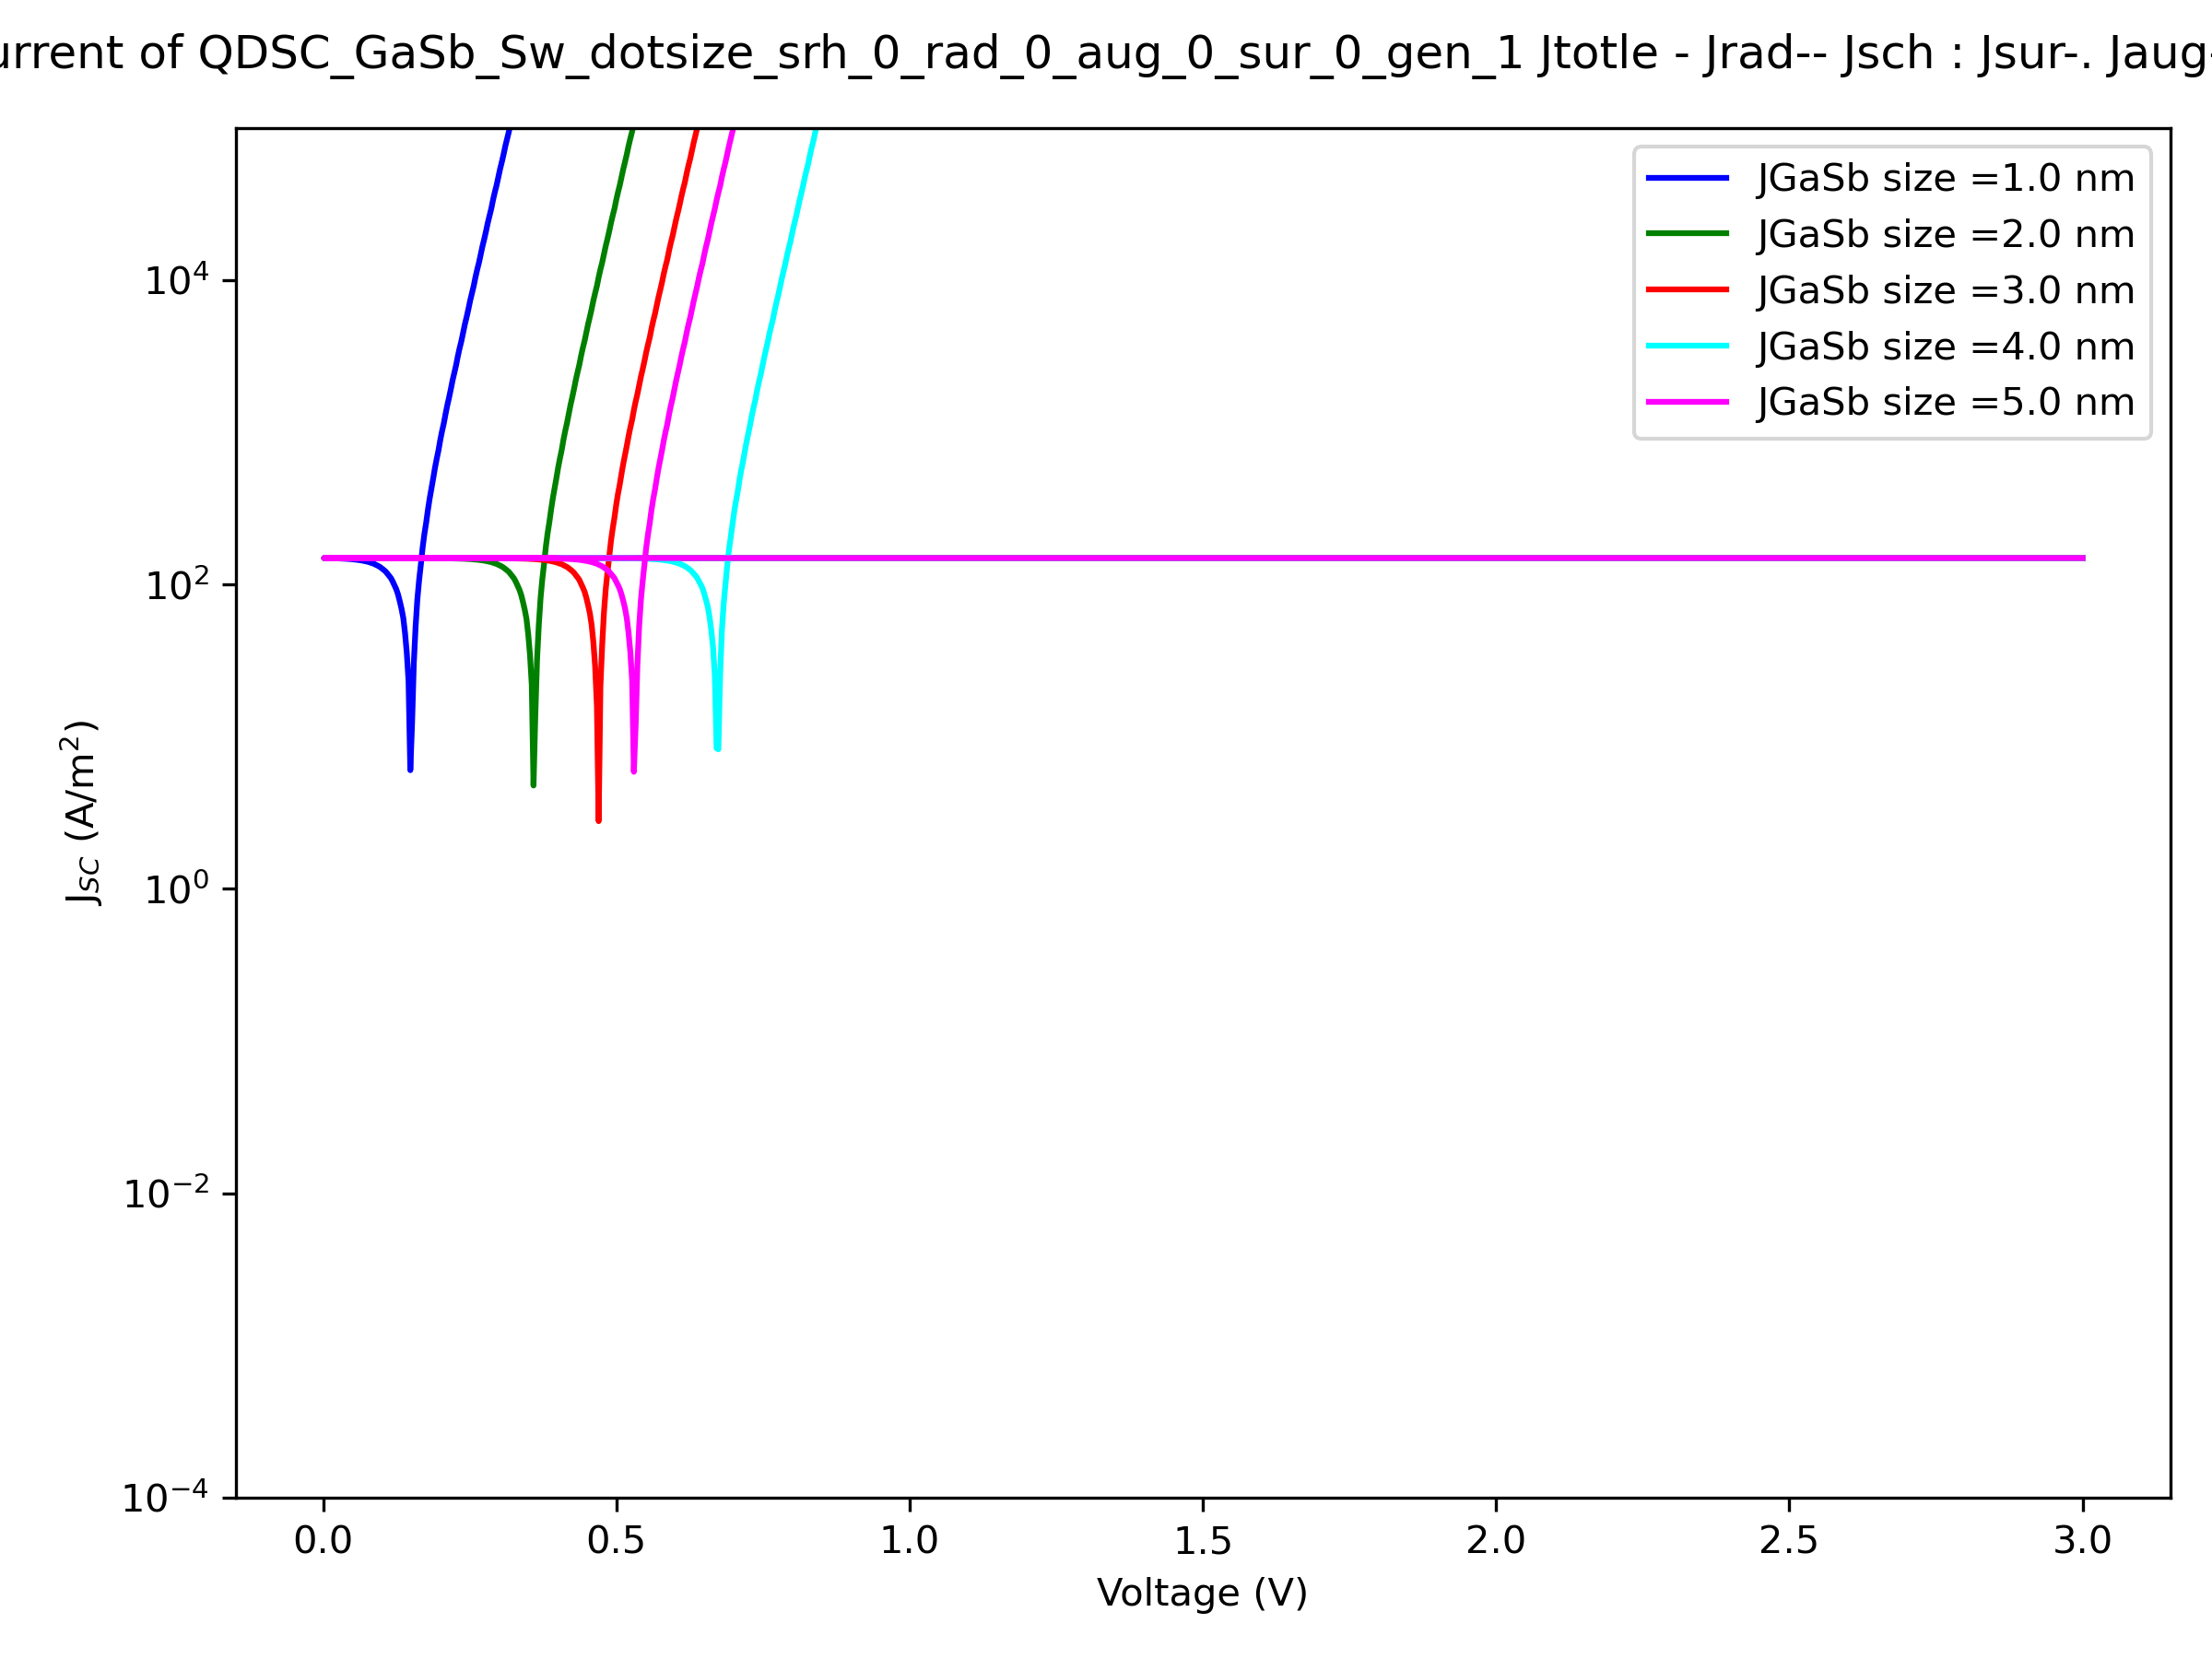 of QDSC_GaSb_Sw_dotsize_srh_0_rad_0_aug_0_sur_0_gen_1 Jtotle - Jrad-- Jsch : Jsur-. Jaug
JGaSb size =1.0 nm
JGaSb size =2.0 nm
JGaSb size =3.0 nm
JGaSb size =4.0 nm
JGaSb size =5.0 nm
10⁴
10²
10⁰
10⁻²
10⁻⁴
J_SC (A/m²)
0.0 0.5 1.0 1.5 2.0 2.5 3.0
Voltage (V)